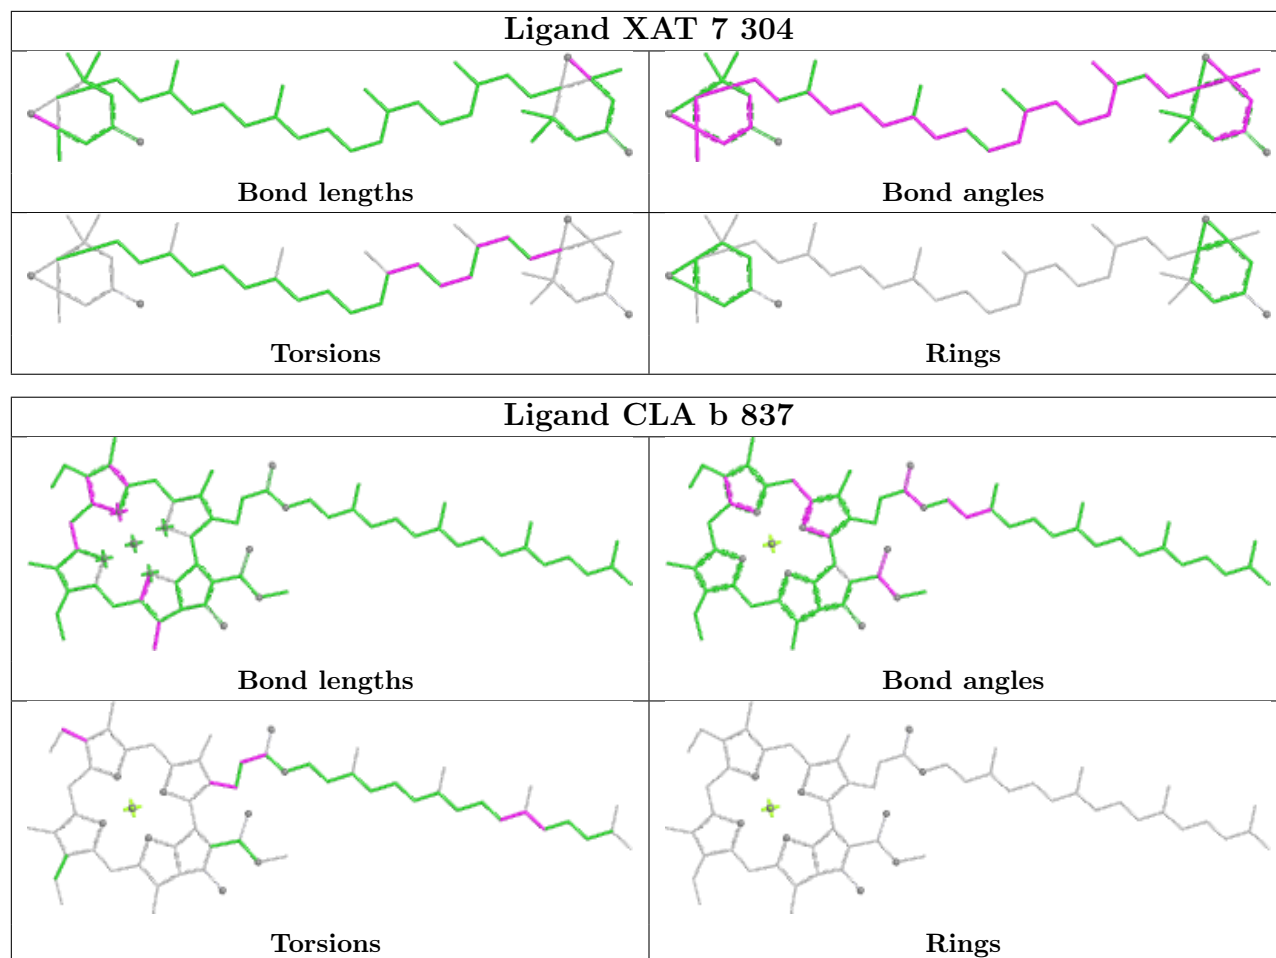 Ligand XAT 7 304
Bond lengths
Bond angles
Torsions
Rings
Ligand CLA b 837
Bond lengths
Bond angles
Torsions
Rings